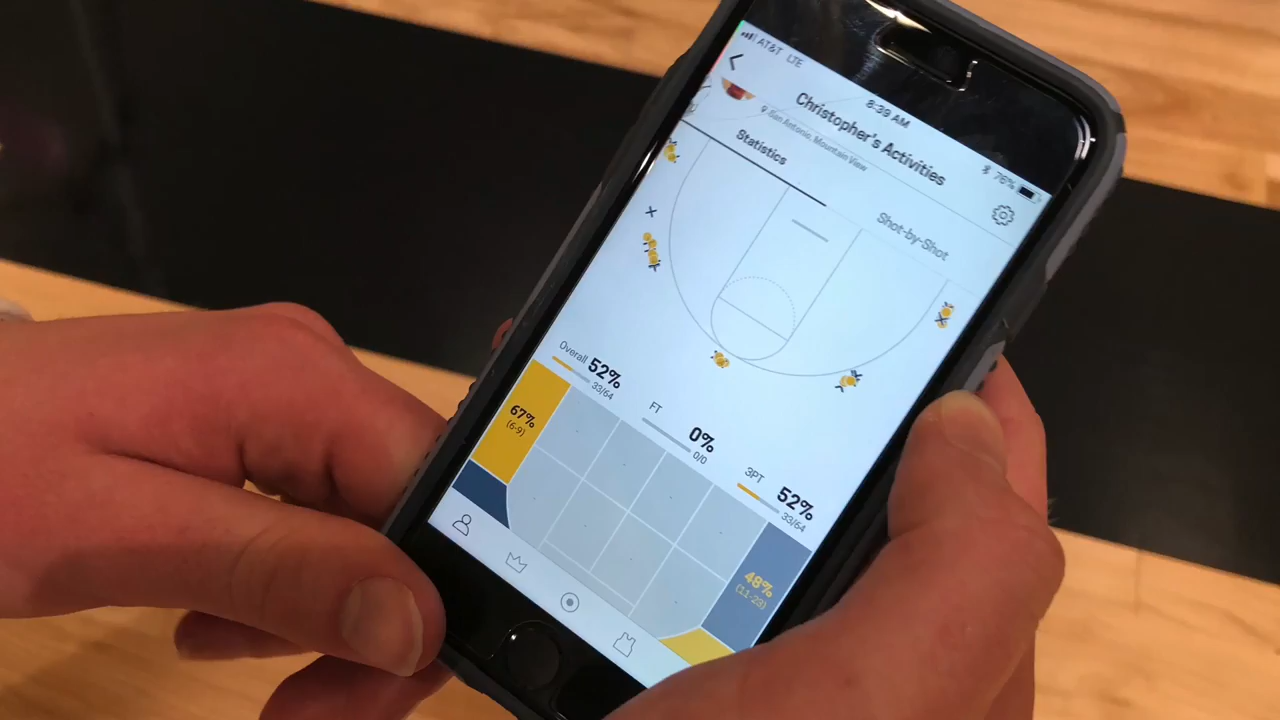 AT&T LTE
8:39 AM
76%
Christopher's Activities
San Antonio, Mountain View
Statistics
Shot-by-Shot
Overall 52%
33/64
FT 0%
0/0
3PT 52%
33/64
67%
(6-9)
48%
(11-23)